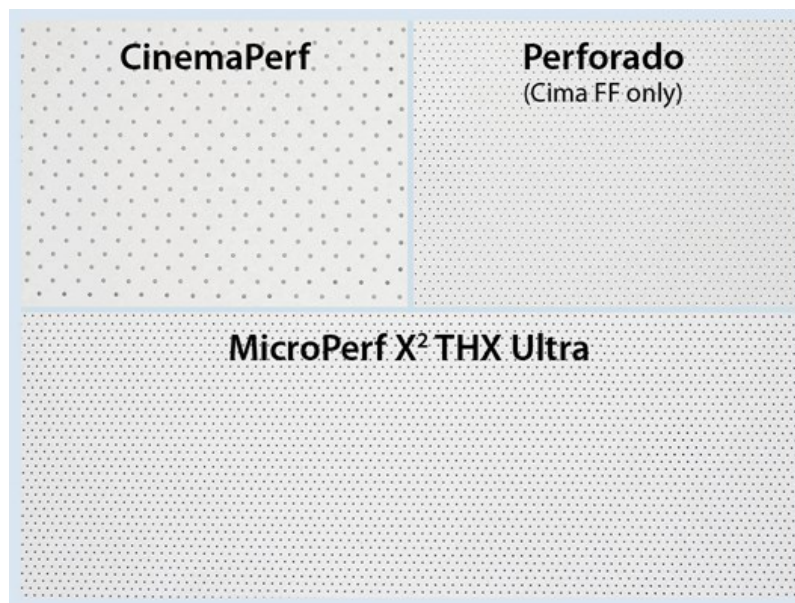 CinemaPerf
Perforado
(Cima FF only)
MicroPerf X² THX Ultra